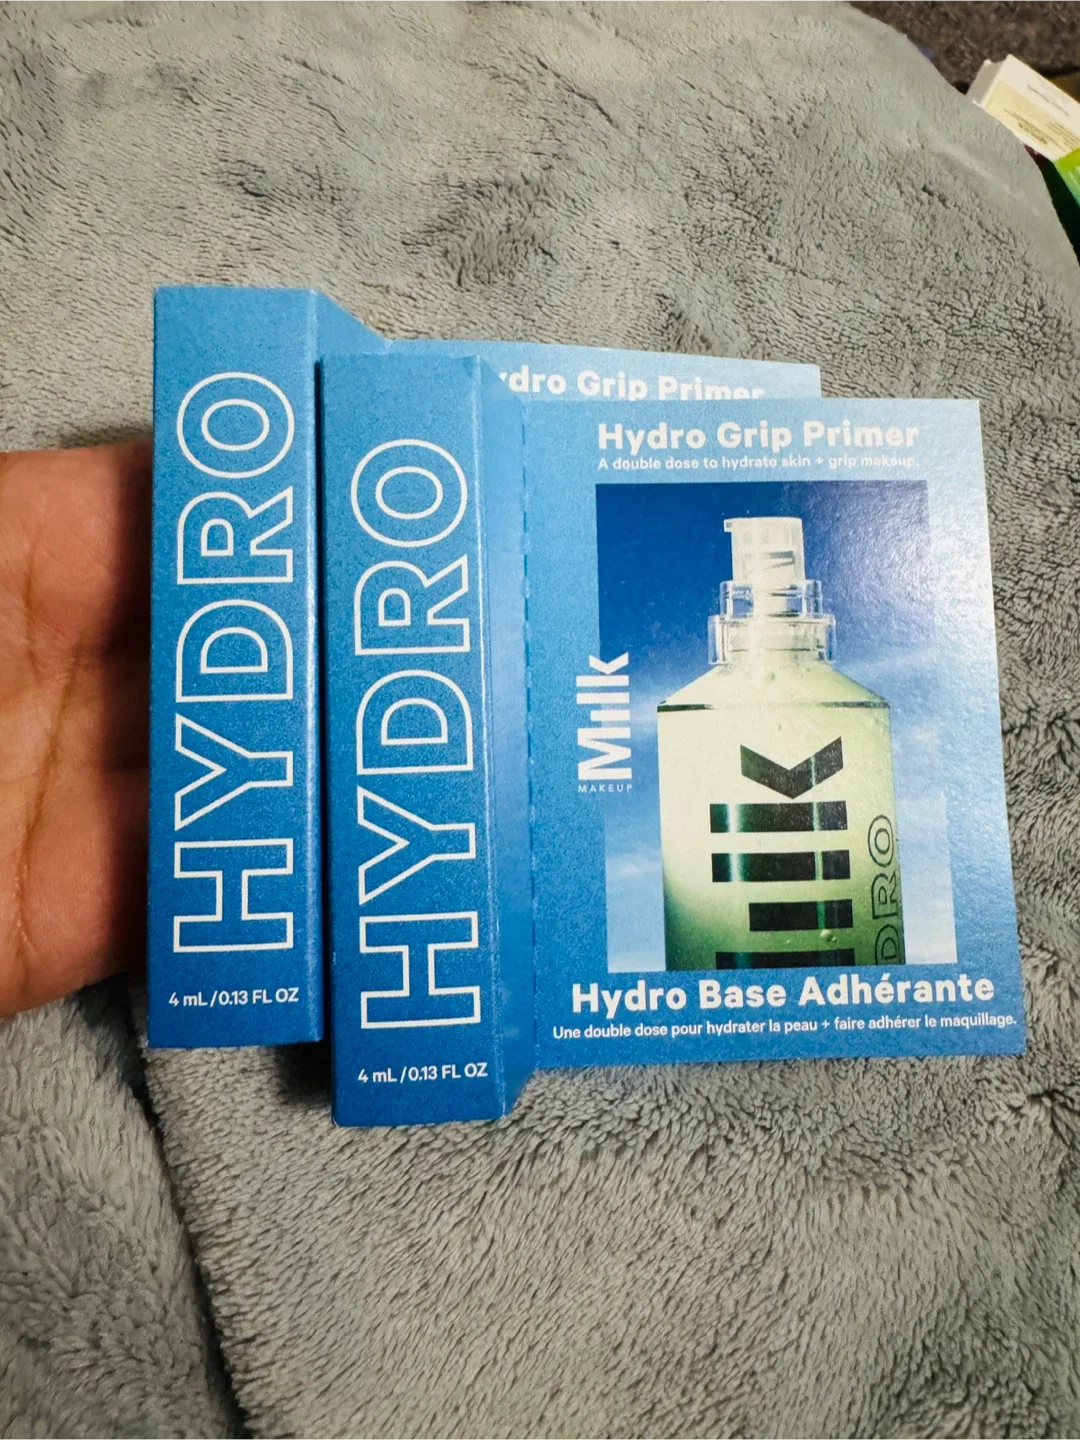 HYDRO
4 mL/0.13 FL OZ
HYDRO
4 mL/0.13 FL OZ
Grip Primer
Hydro Grip Primer
A double dose to hydrate skin + grip makeup.
Milk
MAKEUP
Hydro Base Adhérante
Une double dose pour hydrater la peau + faire adhérer le maquillage.